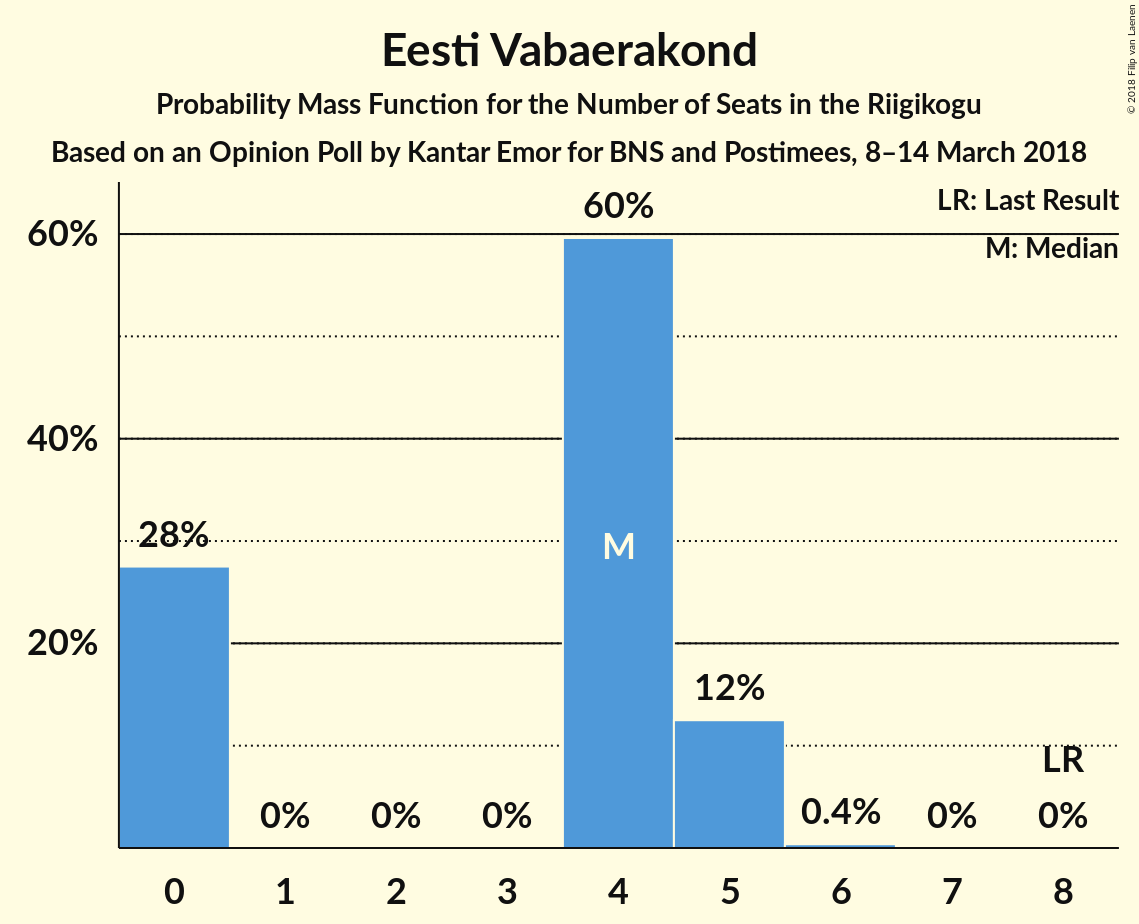 Eesti Vabaerakond
Probability Mass Function for the Number of Seats in the Riigikogu
Based on an Opinion Poll by Kantar Emor for BNS and Postimees, 8–14 March 2018
© 2018 Filip van Laenen
LR: Last Result
M: Median
60%
40%
20%
28%
0%
0%
0%
60%
M
12%
0.4%
0%
LR
0%
0 1 2 3 4 5 6 7 8